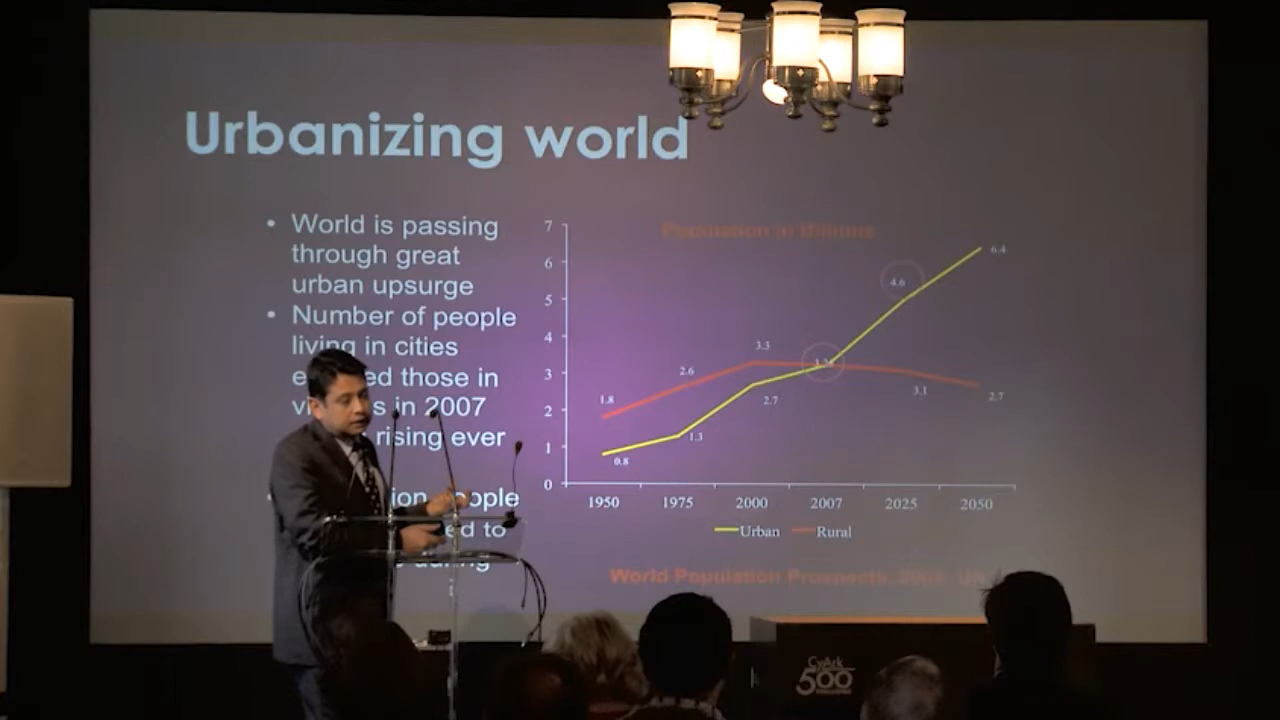 Urbanizing world
• World is passing
through great
urban upsurge
• Number of people
living in cities
those in
in 2007
rising ever
to
during
Population in Billions
7
6
5
4
3
2
1
0
1.8
2.6
3.3
3.1
2.7
0.8
1.3
2.7
4.6
6.4
1950 1975 2000 2007 2025 2050
Urban Rural
World Population Prospects, UN
CyArk
500